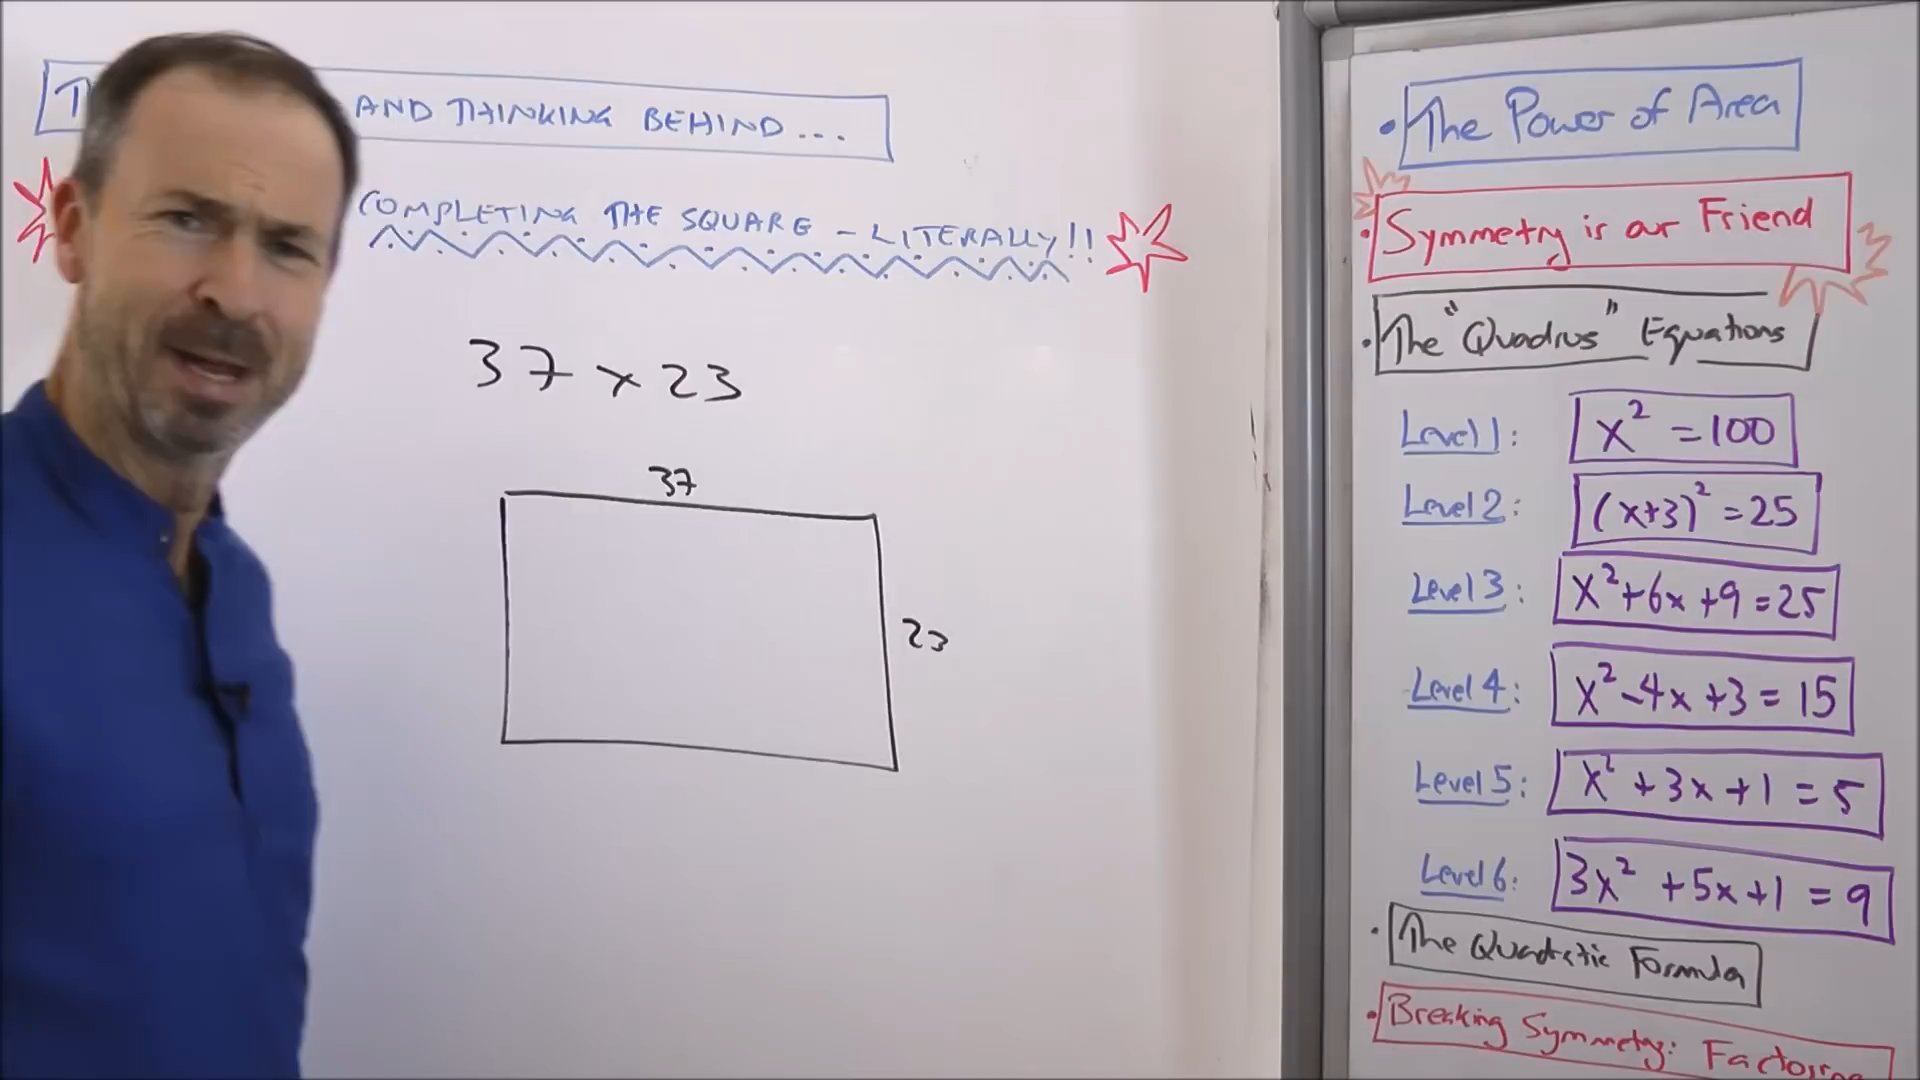 AND THINKING BEHIND...
COMPLETING THE SQUARE - LITERALLY!!
37 x 23
37
23
• The Power of Area
• Symmetry is our Friend
• The "Quadrus" Equations
Level 1: x² = 100
Level 2: (x+3)² = 25
Level 3: x²+6x+9=25
Level 4: x²-4x+3=15
Level 5: x²+3x+1=5
Level 6: 3x²+5x+1=9
• The Quadratic Formula
• Breaking Symmetry: Factoring